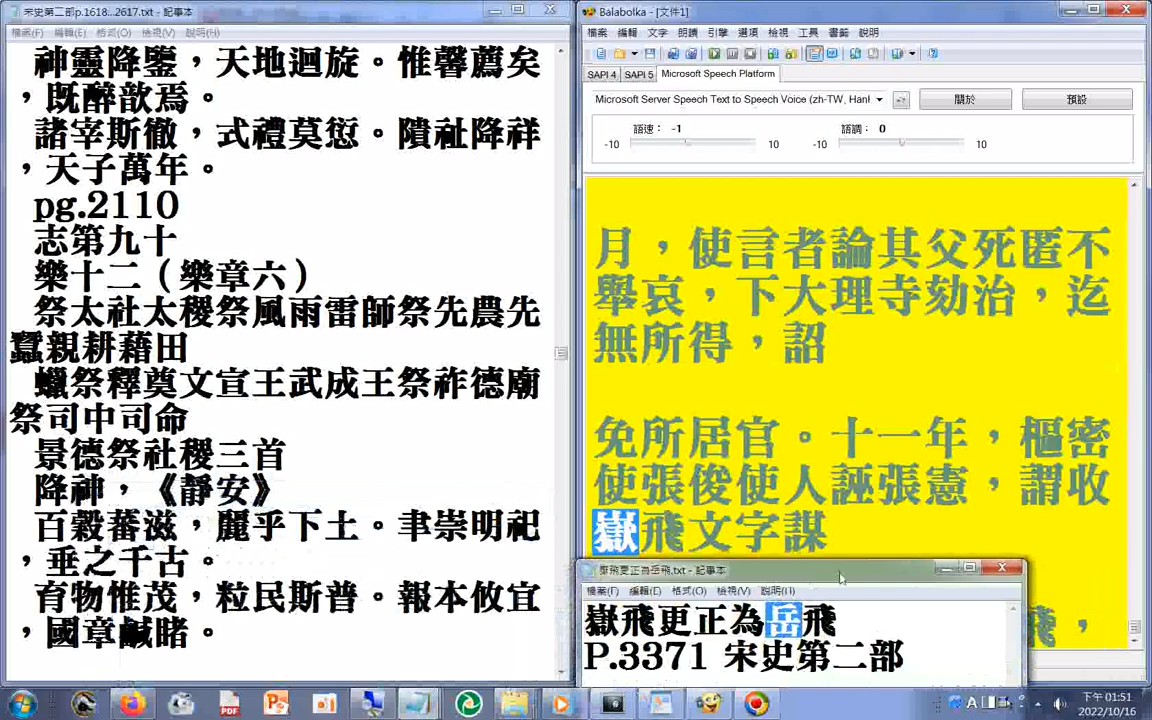 宋史第二部p.1618...2617.txt - 記事本
檔案(F) 編輯(E) 格式(O) 檢視(V) 說明(H)
神靈降鑒，天地迴旋。惟馨薦矣
，既醉歆焉。
諸宰斯徹，式禮莫愆。隤祉降祥
，天子萬年。
pg.2110
志第九十
樂十二（樂章六）
祭太社太稷祭風雨雷師祭先農先
蠶親耕藉田
蠟祭釋奠文宣王武成王祭祚德廟
祭司中司命
景德祭社稷三首
降神，《靜安》
百穀蕃滋，麗乎下土。聿崇明祀
，垂之千古。
育物惟茂，粒民斯普。報本攸宜
，國章鹹睹。
Balabolka - [文件1]
檔案 編輯 文字 朗讀 引擎 選項 檢視 工具 書籤 說明
SAPI 4 SAPI 5 Microsoft Speech Platform
Microsoft Server Speech Text to Speech Voice (zh-TW, Hanl
關於 預設
語速： -1 語調： 0
-10 10 -10 10
月，使言者論其父死匿不
舉哀，下大理寺劾治，迄
無所得，詔
免所居官。十一年，樞密
使張俊使人誣張憲，謂收
嶽飛文字謀
飛，
嶽飛更正為岳飛.txt - 記事本
檔案(F) 編輯(E) 格式(O) 檢視(V) 說明(H)
嶽飛更正為岳飛
P.3371 宋史第二部
下午 01:51
2022/10/16